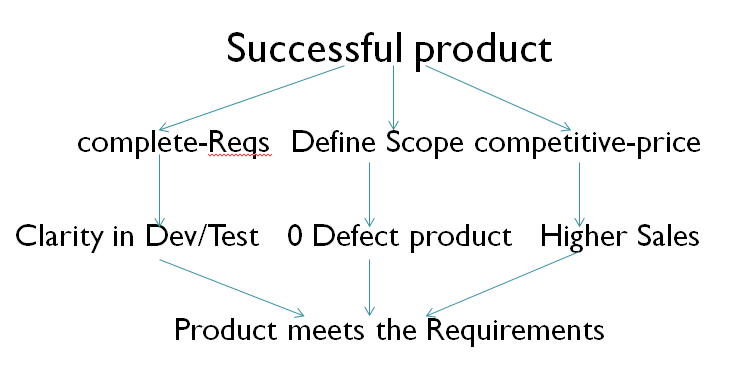 Successful product
complete-Reqs Define Scope competitive-price
Clarity in Dev/Test 0 Defect product Higher Sales
Product meets the Requirements